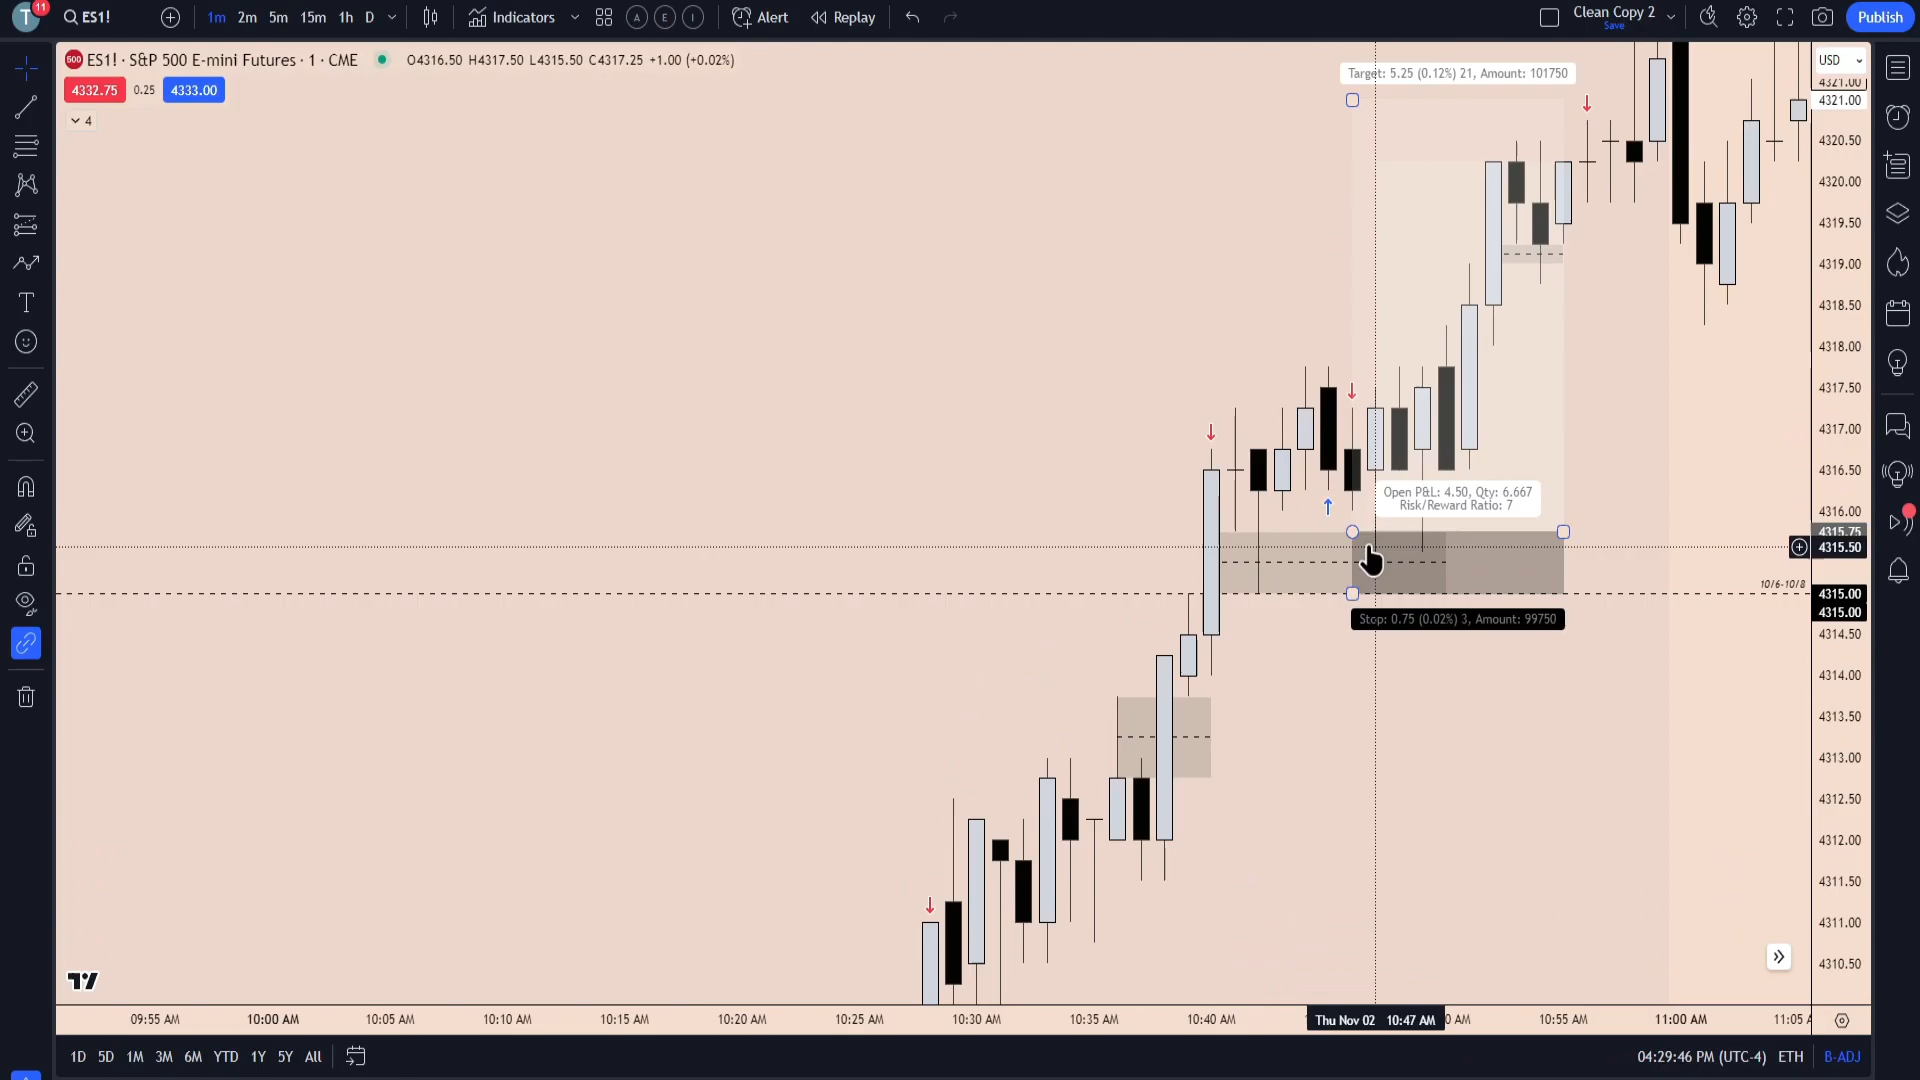 T 11 ES1! 1m 2m 5m 15m 1h D Indicators A E I Alert Replay Clean Copy 2 Publish
Save
500 ES1! · S&P 500 E-mini Futures · 1 · CME O4316.50 H4317.50 L4315.50 C4317.25 +1.00 (+0.02%)
USD
4332.75 0.25 4333.00
4
Target: 5.25 (0.12%) 21, Amount: 101750
4321.00
4321.00
4320.50
4320.00
4319.50
4319.00
4318.50
4318.00
4317.50
4317.00
4316.50
Open P&L: 4.50, Qty: 6.667
Risk/Reward Ratio: 7
4316.00
4315.75
4315.50
10/6-10/8
4315.00
4315.00
Stop: 0.75 (0.02%) 3, Amount: 99750
4314.50
4314.00
4313.50
4313.00
4312.50
4312.00
4311.50
4311.00
4310.50
09:55 AM 10:00 AM 10:05 AM 10:10 AM 10:15 AM 10:20 AM 10:25 AM 10:30 AM 10:35 AM 10:40 AM Thu Nov 02 10:47 AM 0 AM 10:55 AM 11:00 AM 11:05 A
1D 5D 1M 3M 6M YTD 1Y 5Y All 04:29:46 PM (UTC-4) ETH B-ADJ